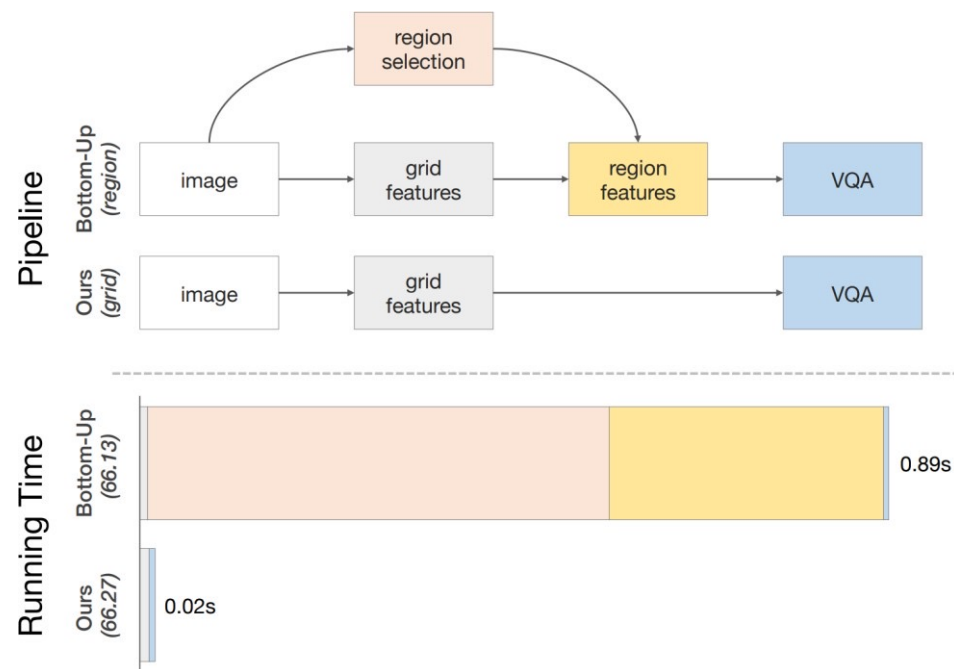 Pipeline
Bottom-Up
(region)
region
selection
image
grid
features
region
features
VQA
Ours
(grid)
image
grid
features
VQA
Running Time
Bottom-Up
(66.13)
0.89s
Ours
(66.27)
0.02s